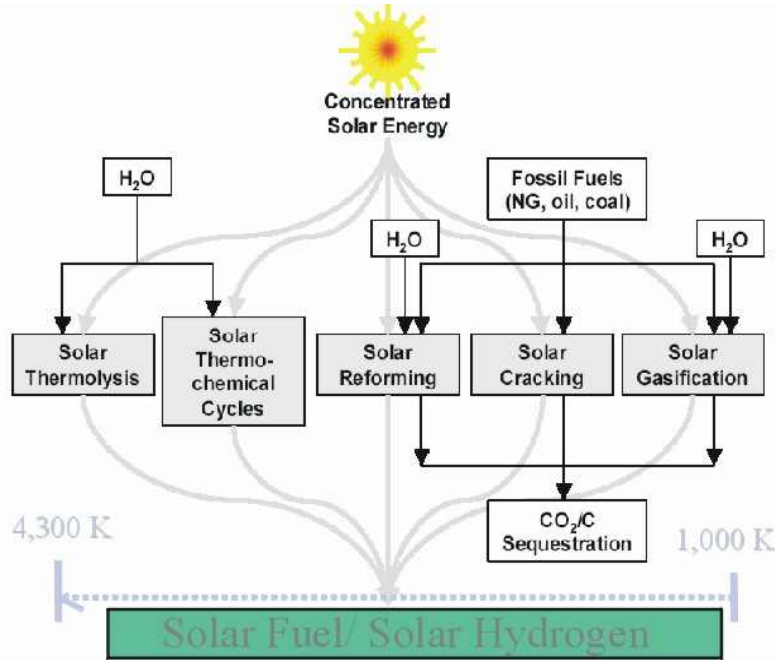 Concentrated
Solar Energy
H₂O
Fossil Fuels
(NG, oil, coal)
H₂O
H₂O
Solar
Thermolysis
Solar
Thermo-
chemical
Cycles
Solar
Reforming
Solar
Cracking
Solar
Gasification
CO₂/C
Sequestration
4,300 K
1,000 K
Solar Fuel/ Solar Hydrogen